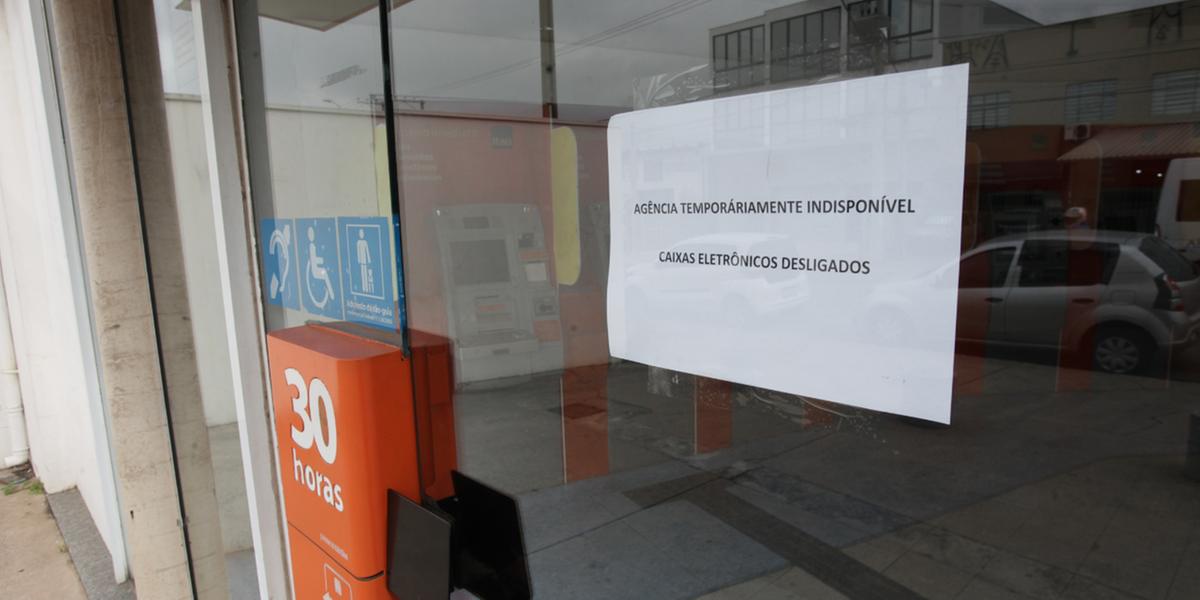 AGÊNCIA TEMPORÁRIAMENTE INDISPONÍVEL
CAIXAS ELETRÔNICOS DESLIGADOS
30
horas